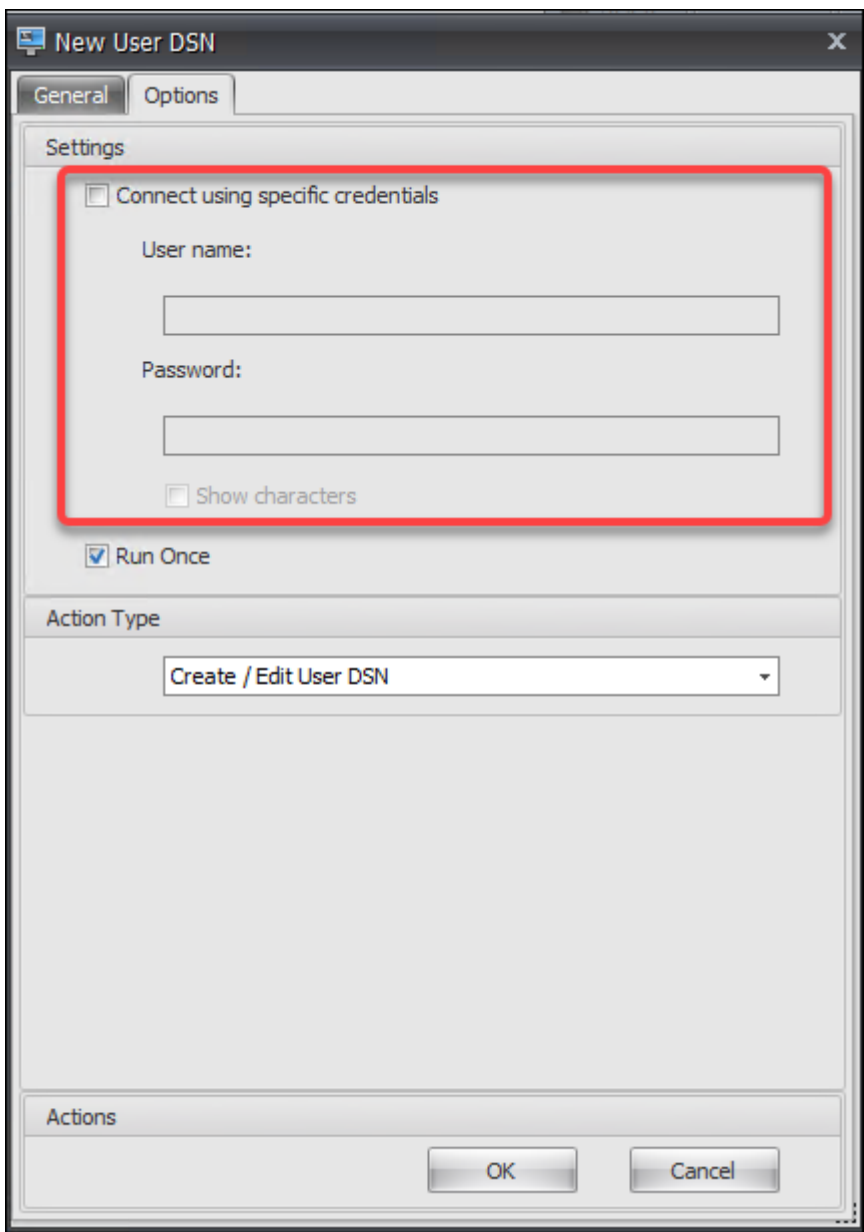 New User DSN
General Options
Settings
Connect using specific credentials
User name:
Password:
Show characters
Run Once
Action Type
Create / Edit User DSN
Actions
OK Cancel